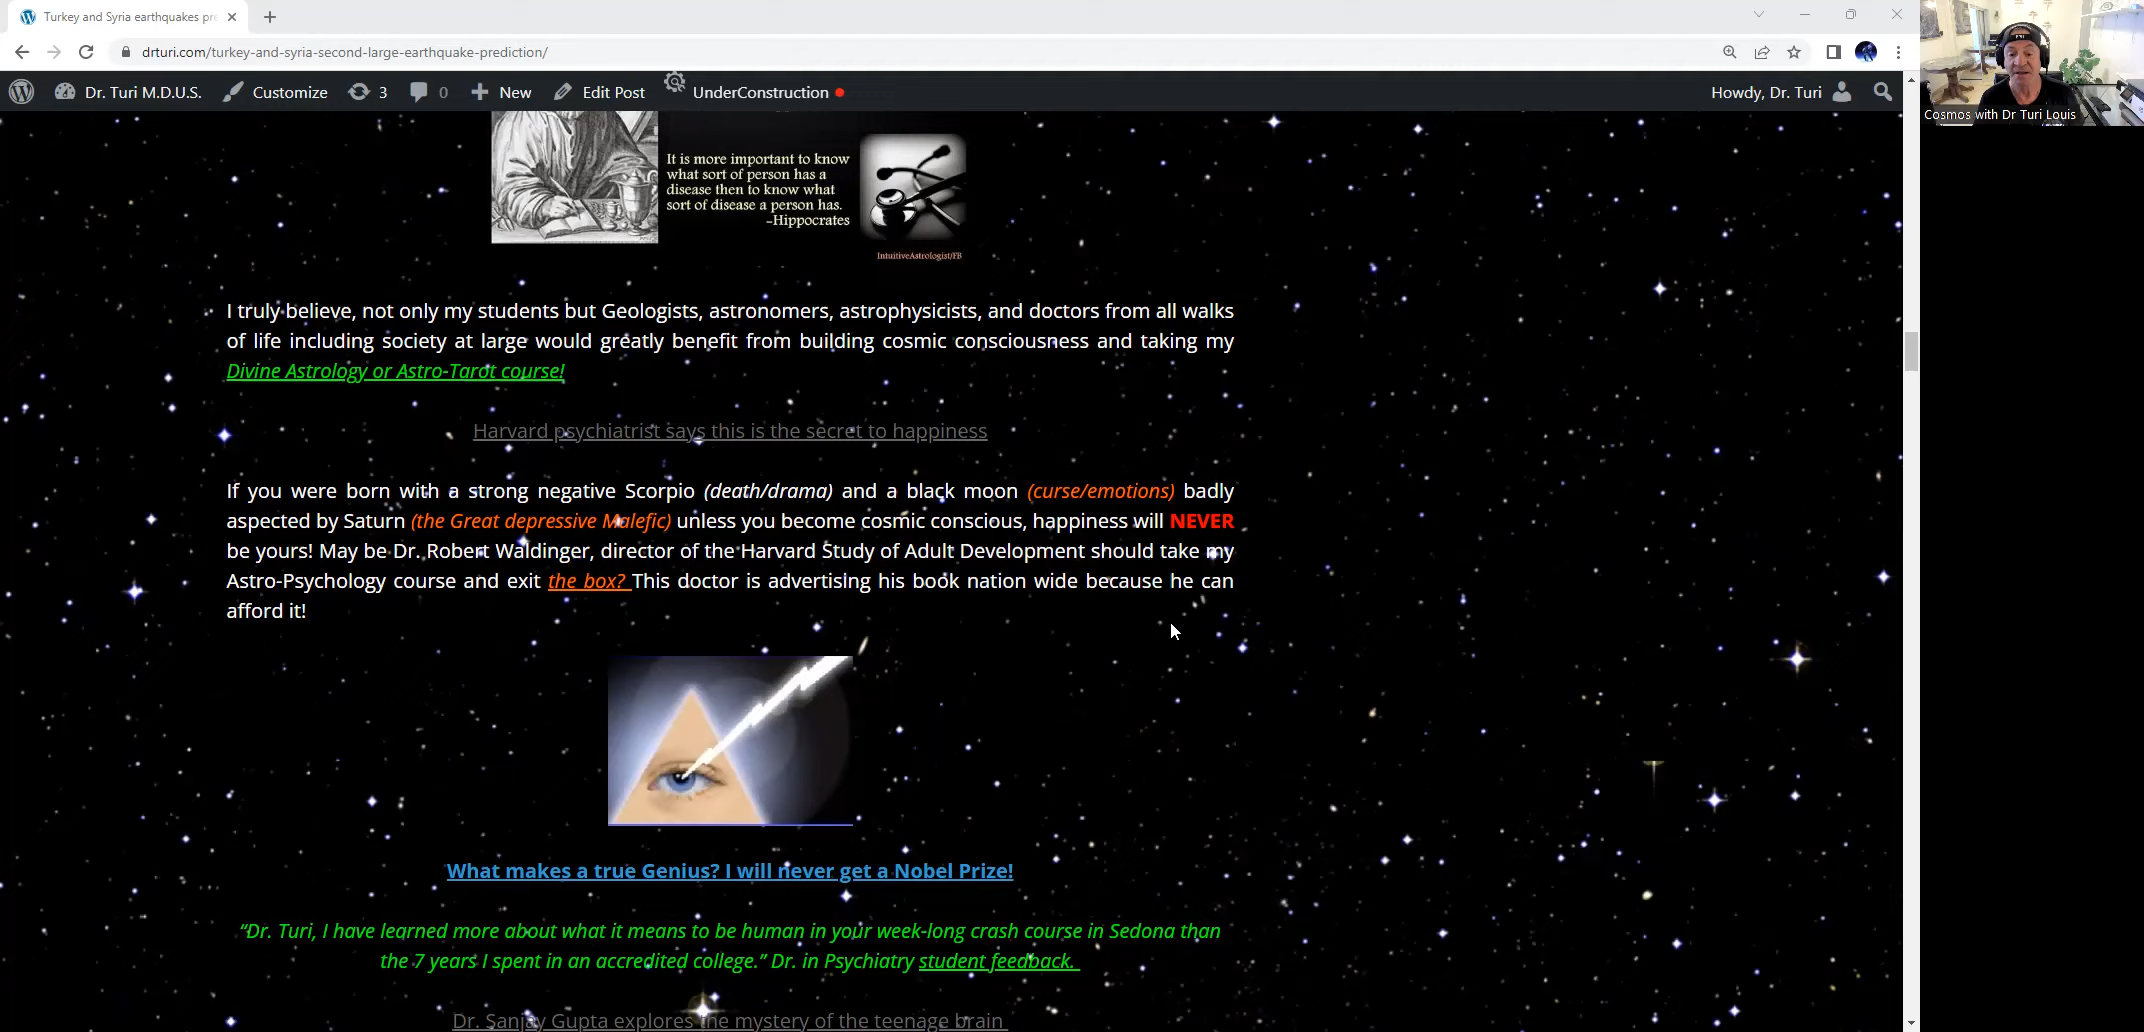 Turkey and Syria earthquakes pre
drturi.com/turkey-and-syria-second-large-earthquake-prediction/
Dr. Turi M.D.U.S. Customize 3 0 New Edit Post UnderConstruction Howdy, Dr. Turi
Cosmos with Dr Turi Louis
It is more important to know
what sort of person has a
disease then to know what
sort of disease a person has.
-Hippocrates
IntuitiveAstrologist/FB
I truly believe, not only my students but Geologists, astronomers, astrophysicists, and doctors from all walks
of life including society at large would greatly benefit from building cosmic consciousness and taking my
Divine Astrology or Astro-Tarot course!
Harvard psychiatrist says this is the secret to happiness
If you were born with a strong negative Scorpio (death/drama) and a black moon (curse/emotions) badly
aspected by Saturn (the Great depressive Malefic) unless you become cosmic conscious, happiness will NEVER
be yours! May be Dr. Robert Waldinger, director of the Harvard Study of Adult Development should take my
Astro-Psychology course and exit the box? This doctor is advertising his book nation wide because he can
afford it!
What makes a true Genius? I will never get a Nobel Prize!
“Dr. Turi, I have learned more about what it means to be human in your week-long crash course in Sedona than
the 7 years I spent in an accredited college.” Dr. in Psychiatry student feedback.
Dr. Sanjay Gupta explores the mystery of the teenage brain